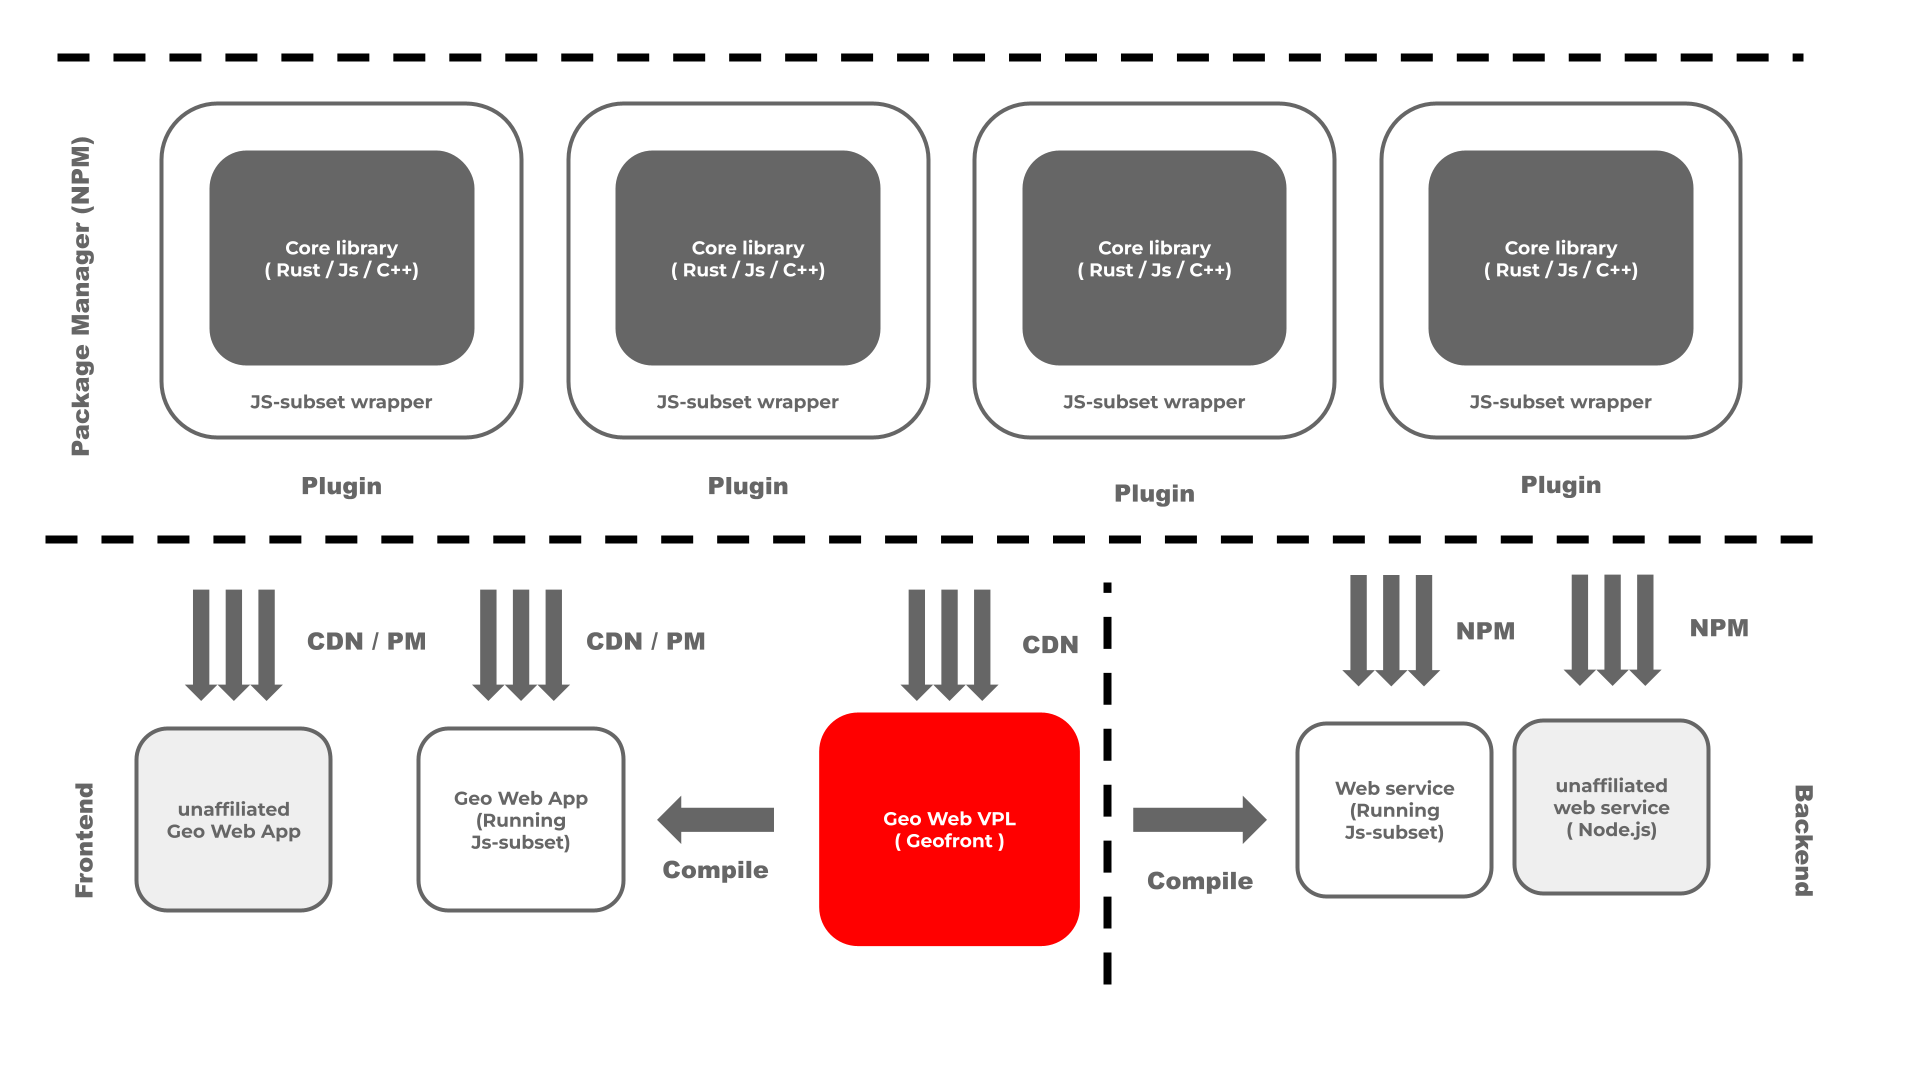 Package Manager (NPM)
Core library
( Rust / Js / C++)
JS-subset wrapper
Plugin
Core library
( Rust / Js / C++)
JS-subset wrapper
Plugin
Core library
( Rust / Js / C++)
JS-subset wrapper
Plugin
Core library
( Rust / Js / C++)
JS-subset wrapper
Plugin
CDN / PM
CDN / PM
CDN
NPM
NPM
Frontend
unaffiliated
Geo Web App
Geo Web App
(Running
Js-subset)
Compile
Geo Web VPL
( Geofront )
Compile
Web service
(Running
Js-subset)
unaffiliated
web service
( Node.js)
Backend